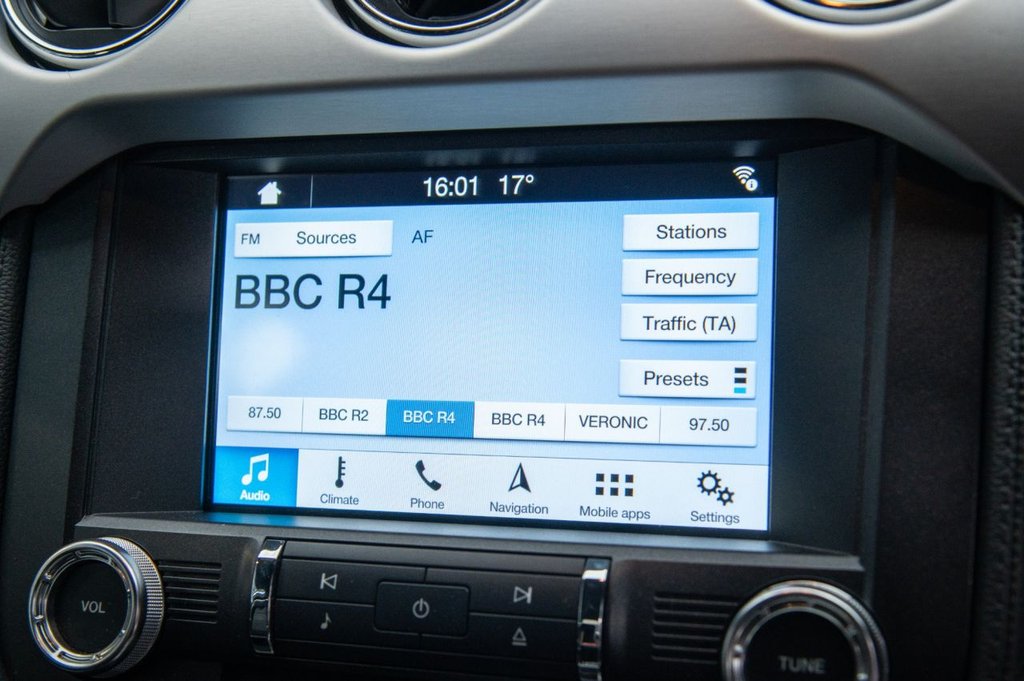 16:01 17°
FM Sources AF Stations
BBC R4 Frequency
Traffic (TA)
Presets
87.50 BBC R2 BBC R4 BBC R4 VERONIC 97.50
Audio Climate Phone Navigation Mobile apps Settings
VOL
TUNE